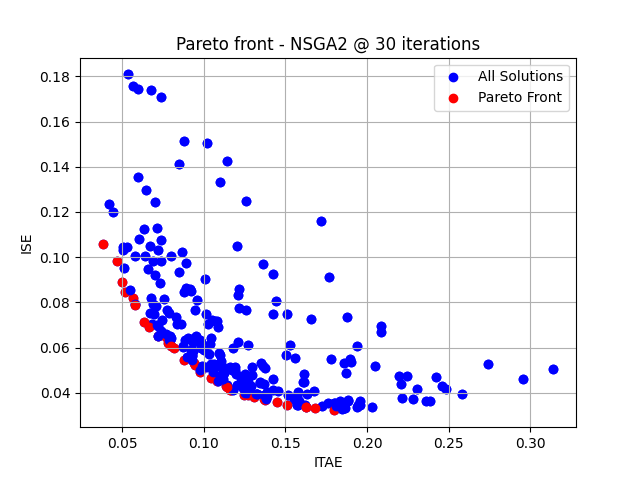 Pareto front - NSGA2 @ 30 iterations
All Solutions
Pareto Front
ISE
0.18
0.16
0.14
0.12
0.10
0.08
0.06
0.04
0.05 0.10 0.15 0.20 0.25 0.30
ITAE